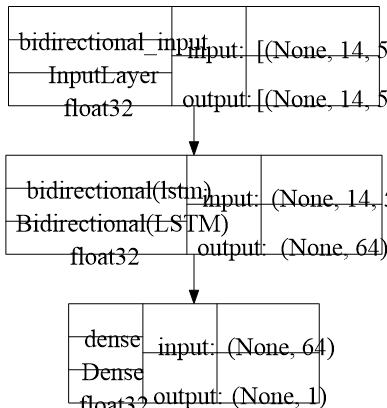 bidirectional_input
InputLayer
float32
input:
[(None, 14, 5
output:
[(None, 14, 5
bidirectional(lstm)
Bidirectional(LSTM)
float32
input:
(None, 14,
output:
(None, 64)
dense
Dense
float32
input:
(None, 64)
output:
(None, 1)